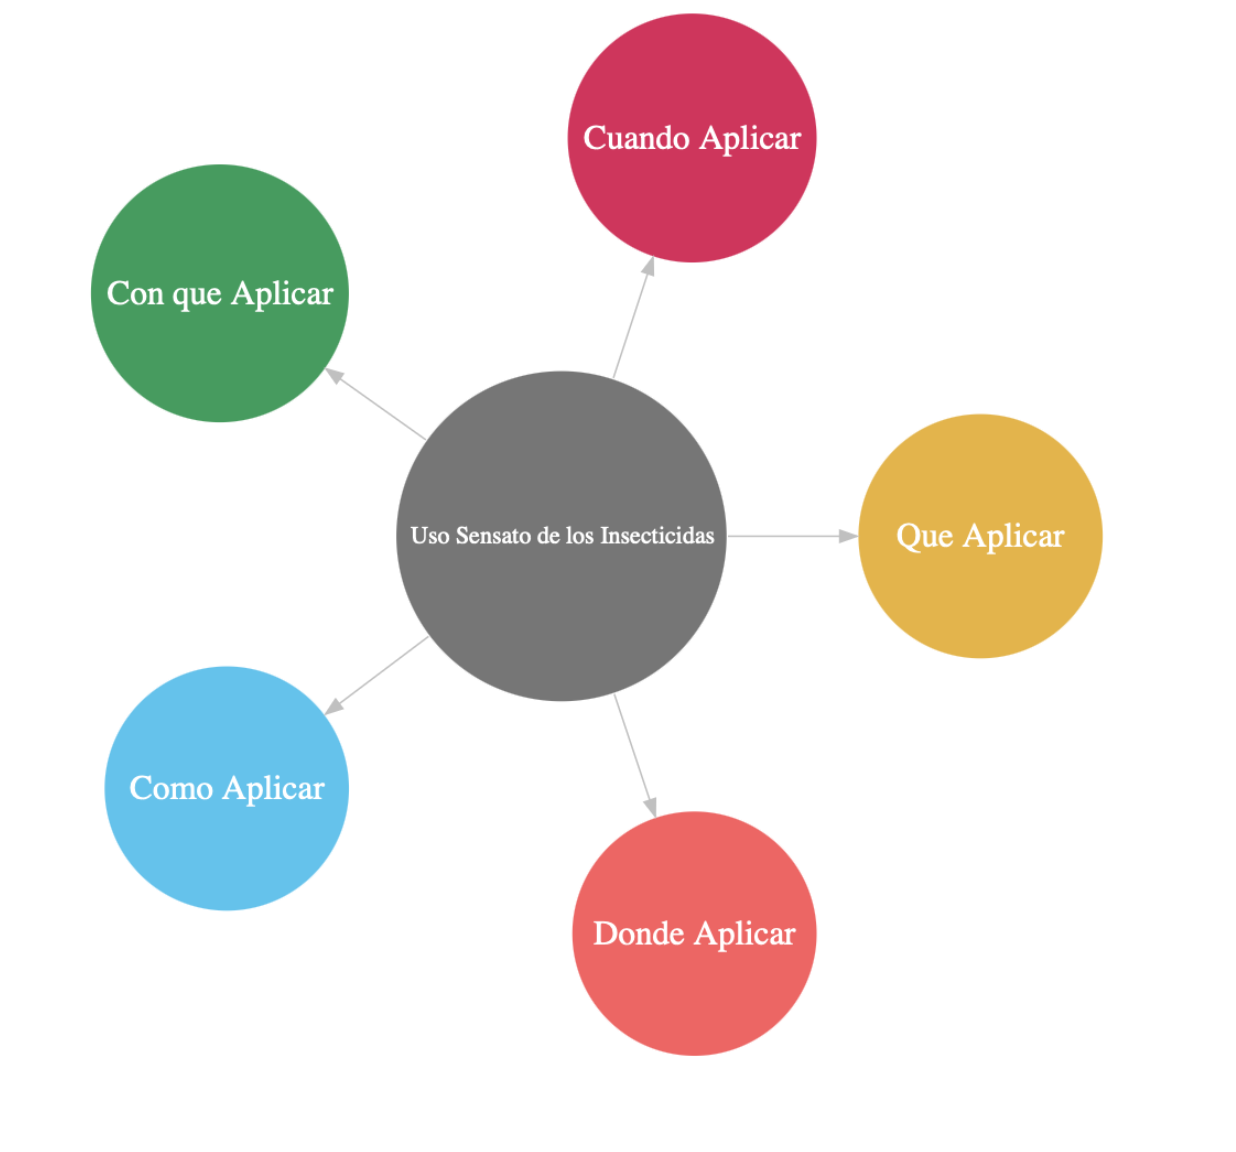 Cuando Aplicar
Con que Aplicar
Uso Sensato de los Insecticidas
Que Aplicar
Como Aplicar
Donde Aplicar